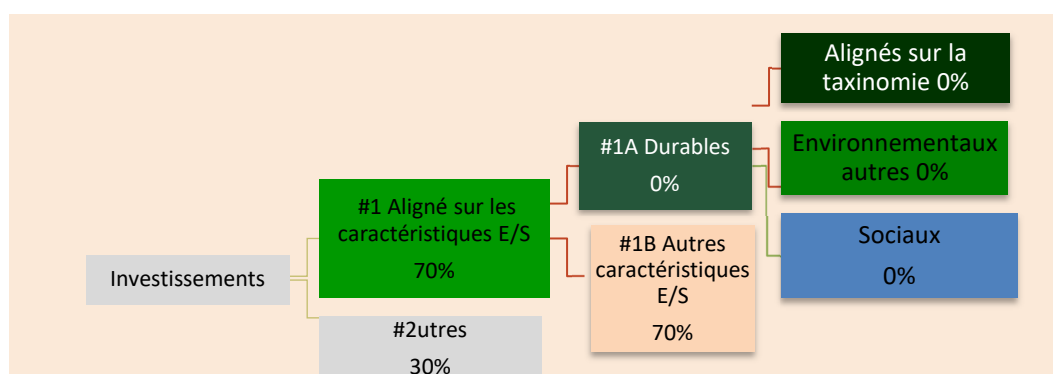 Alignés sur la
taxinomie 0%
#1A Durables
0%
Environnementaux
autres 0%
#1 Aligné sur les
caractéristiques E/S
70%
Sociaux
0%
#1B Autres
caractéristiques
E/S
70%
Investissements
#2utres
30%